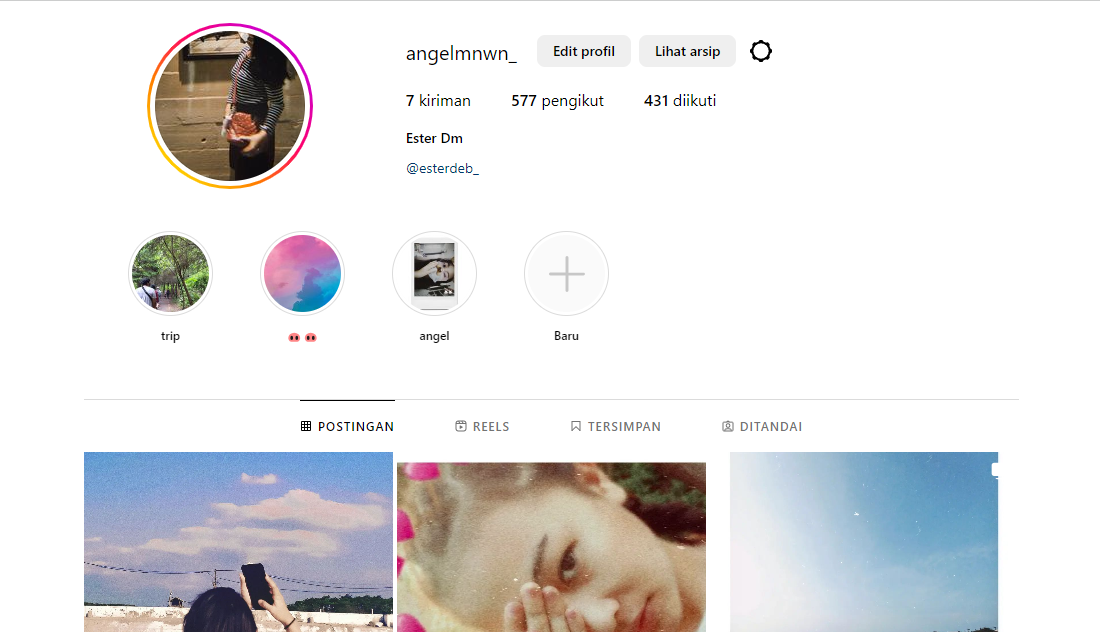 angelmnwn_ Edit profil Lihat arsip
7 kiriman 577 pengikut 431 diikuti
Ester Dm
@esterdeb_
trip 🐽🐽 angel Baru
POSTINGAN REELS TERSIMPAN DITANDAI